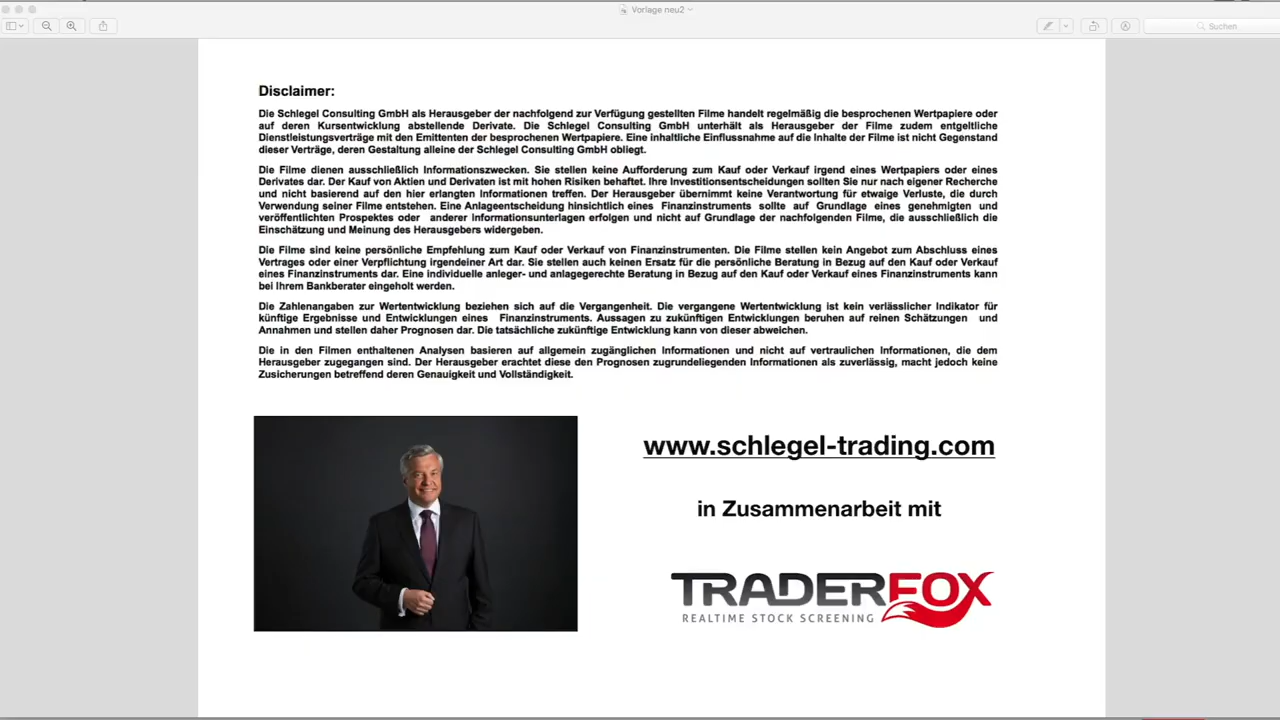 Vorlage neu2
Suchen
Disclaimer:
Die Schlegel Consulting GmbH als Herausgeber der nachfolgend zur Verfügung gestellten Filme handelt regelmäßig die besprochenen Wertpapiere oder
auf deren Kursentwicklung abstellende Derivate. Die Schlegel Consulting GmbH unterhält als Herausgeber der Filme zudem entgeltliche
Dienstleistungsverträge mit den Emittenten der besprochenen Wertpapiere. Eine inhaltliche Einflussnahme auf die Inhalte der Filme ist nicht Gegenstand
dieser Verträge, deren Gestaltung alleine der Schlegel Consulting GmbH obliegt.
Die Filme dienen ausschließlich Informationszwecken. Sie stellen keine Aufforderung zum Kauf oder Verkauf irgend eines Wertpapiers oder eines
Derivates dar. Der Kauf von Aktien und Derivaten ist mit hohen Risiken behaftet. Ihre Investitionsentscheidungen sollten Sie nur nach eigener Recherche
und nicht basierend auf den hier erlangten Informationen treffen. Der Herausgeber übernimmt keine Verantwortung für etwaige Verluste, die durch
Verwendung seiner Filme entstehen. Eine Anlageentscheidung hinsichtlich eines Finanzinstruments sollte auf Grundlage eines genehmigten und
veröffentlichten Prospektes oder anderer Informationsunterlagen erfolgen und nicht auf Grundlage der nachfolgenden Filme, die ausschließlich die
Einschätzung und Meinung des Herausgebers widergeben.
Die Filme sind keine persönliche Empfehlung zum Kauf oder Verkauf von Finanzinstrumenten. Die Filme stellen kein Angebot zum Abschluss eines
Vertrages oder einer Verpflichtung irgendeiner Art dar. Sie stellen auch keinen Ersatz für die persönliche Beratung in Bezug auf den Kauf oder Verkauf
eines Finanzinstruments dar. Eine individuelle anleger- und anlagegerechte Beratung in Bezug auf den Kauf oder Verkauf eines Finanzinstruments kann
bei Ihrem Bankberater eingeholt werden.
Die Zahlenangaben zur Wertentwicklung beziehen sich auf die Vergangenheit. Die vergangene Wertentwicklung ist kein verlässlicher Indikator für
künftige Ergebnisse und Entwicklungen eines Finanzinstruments. Aussagen zu zukünftigen Entwicklungen beruhen auf reinen Schätzungen und
Annahmen und stellen daher Prognosen dar. Die tatsächliche zukünftige Entwicklung kann von dieser abweichen.
Die in den Filmen enthaltenen Analysen basieren auf allgemein zugänglichen Informationen und nicht auf vertraulichen Informationen, die dem
Herausgeber zugegangen sind. Der Herausgeber erachtet diese den Prognosen zugrundeliegenden Informationen als zuverlässig, macht jedoch keine
Zusicherungen betreffend deren Genauigkeit und Vollständigkeit.
www.schlegel-trading.com
in Zusammenarbeit mit
TRADERFOX
REALTIME STOCK SCREENING